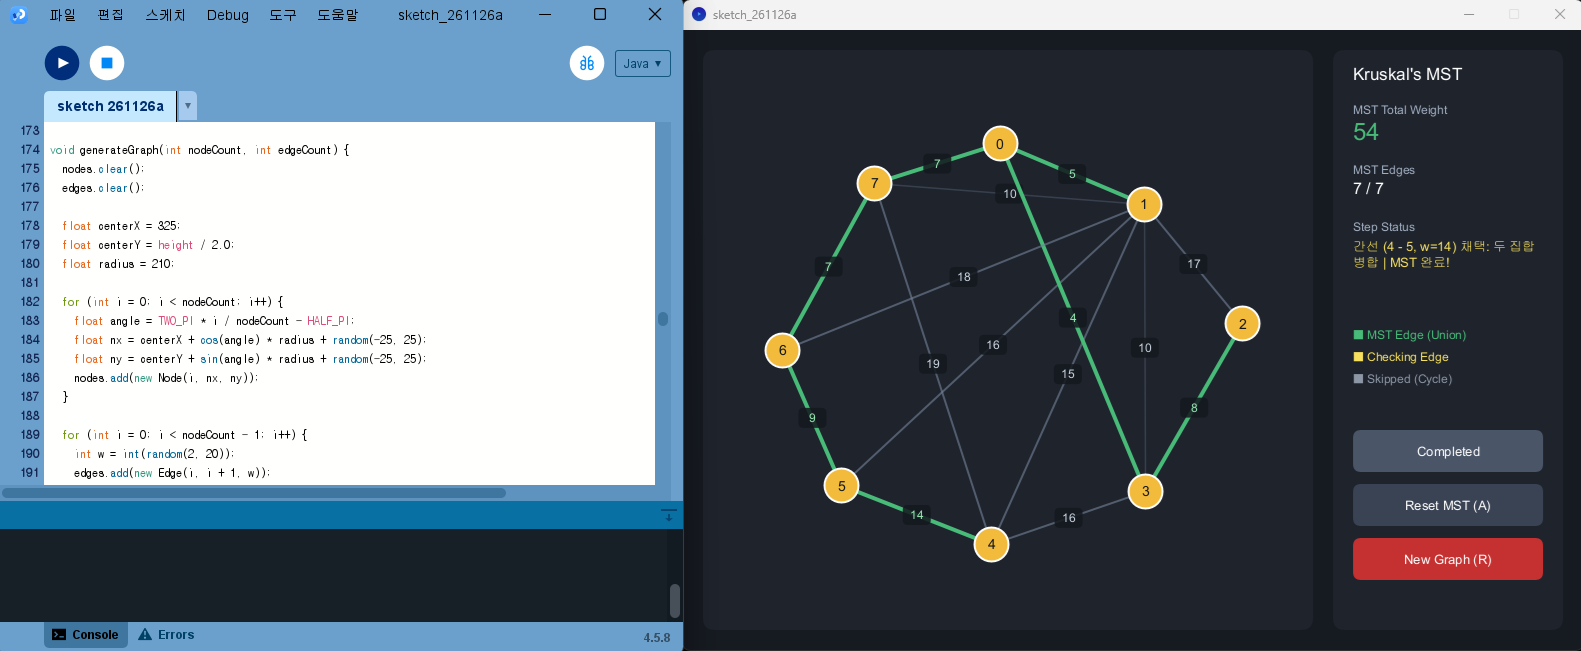 파일 편집 스케치 Debug 도구 도움말 sketch_261126a
Java ▼
sketch 261126a ▼
173
174 void generateGraph(int nodeCount, int edgeCount) {
175 nodes.clear();
176 edges.clear();
177
178 float centerX = 325;
179 float centerY = height / 2.0;
180 float radius = 210;
181
182 for (int i = 0; i < nodeCount; i++) {
183 float angle = TWO_PI * i / nodeCount - HALF_PI;
184 float nx = centerX + cos(angle) * radius + random(-25, 25);
185 float ny = centerY + sin(angle) * radius + random(-25, 25);
186 nodes.add(new Node(i, nx, ny));
187 }
188
189 for (int i = 0; i < nodeCount - 1; i++) {
190 int w = int(random(2, 20));
191 edges.add(new Edge(i, i + 1, w));
Console Errors
4.5.8
sketch_261126a
0
7
5
7
10
1
17
7
18
4
2
16
10
6
19
15
9
8
5
3
14
16
4
Kruskal's MST
MST Total Weight
54
MST Edges
7 / 7
Step Status
간선 (4 - 5, w=14) 채택: 두 집합
병합 | MST 완료!
■ MST Edge (Union)
■ Checking Edge
■ Skipped (Cycle)
Completed
Reset MST (A)
New Graph (R)